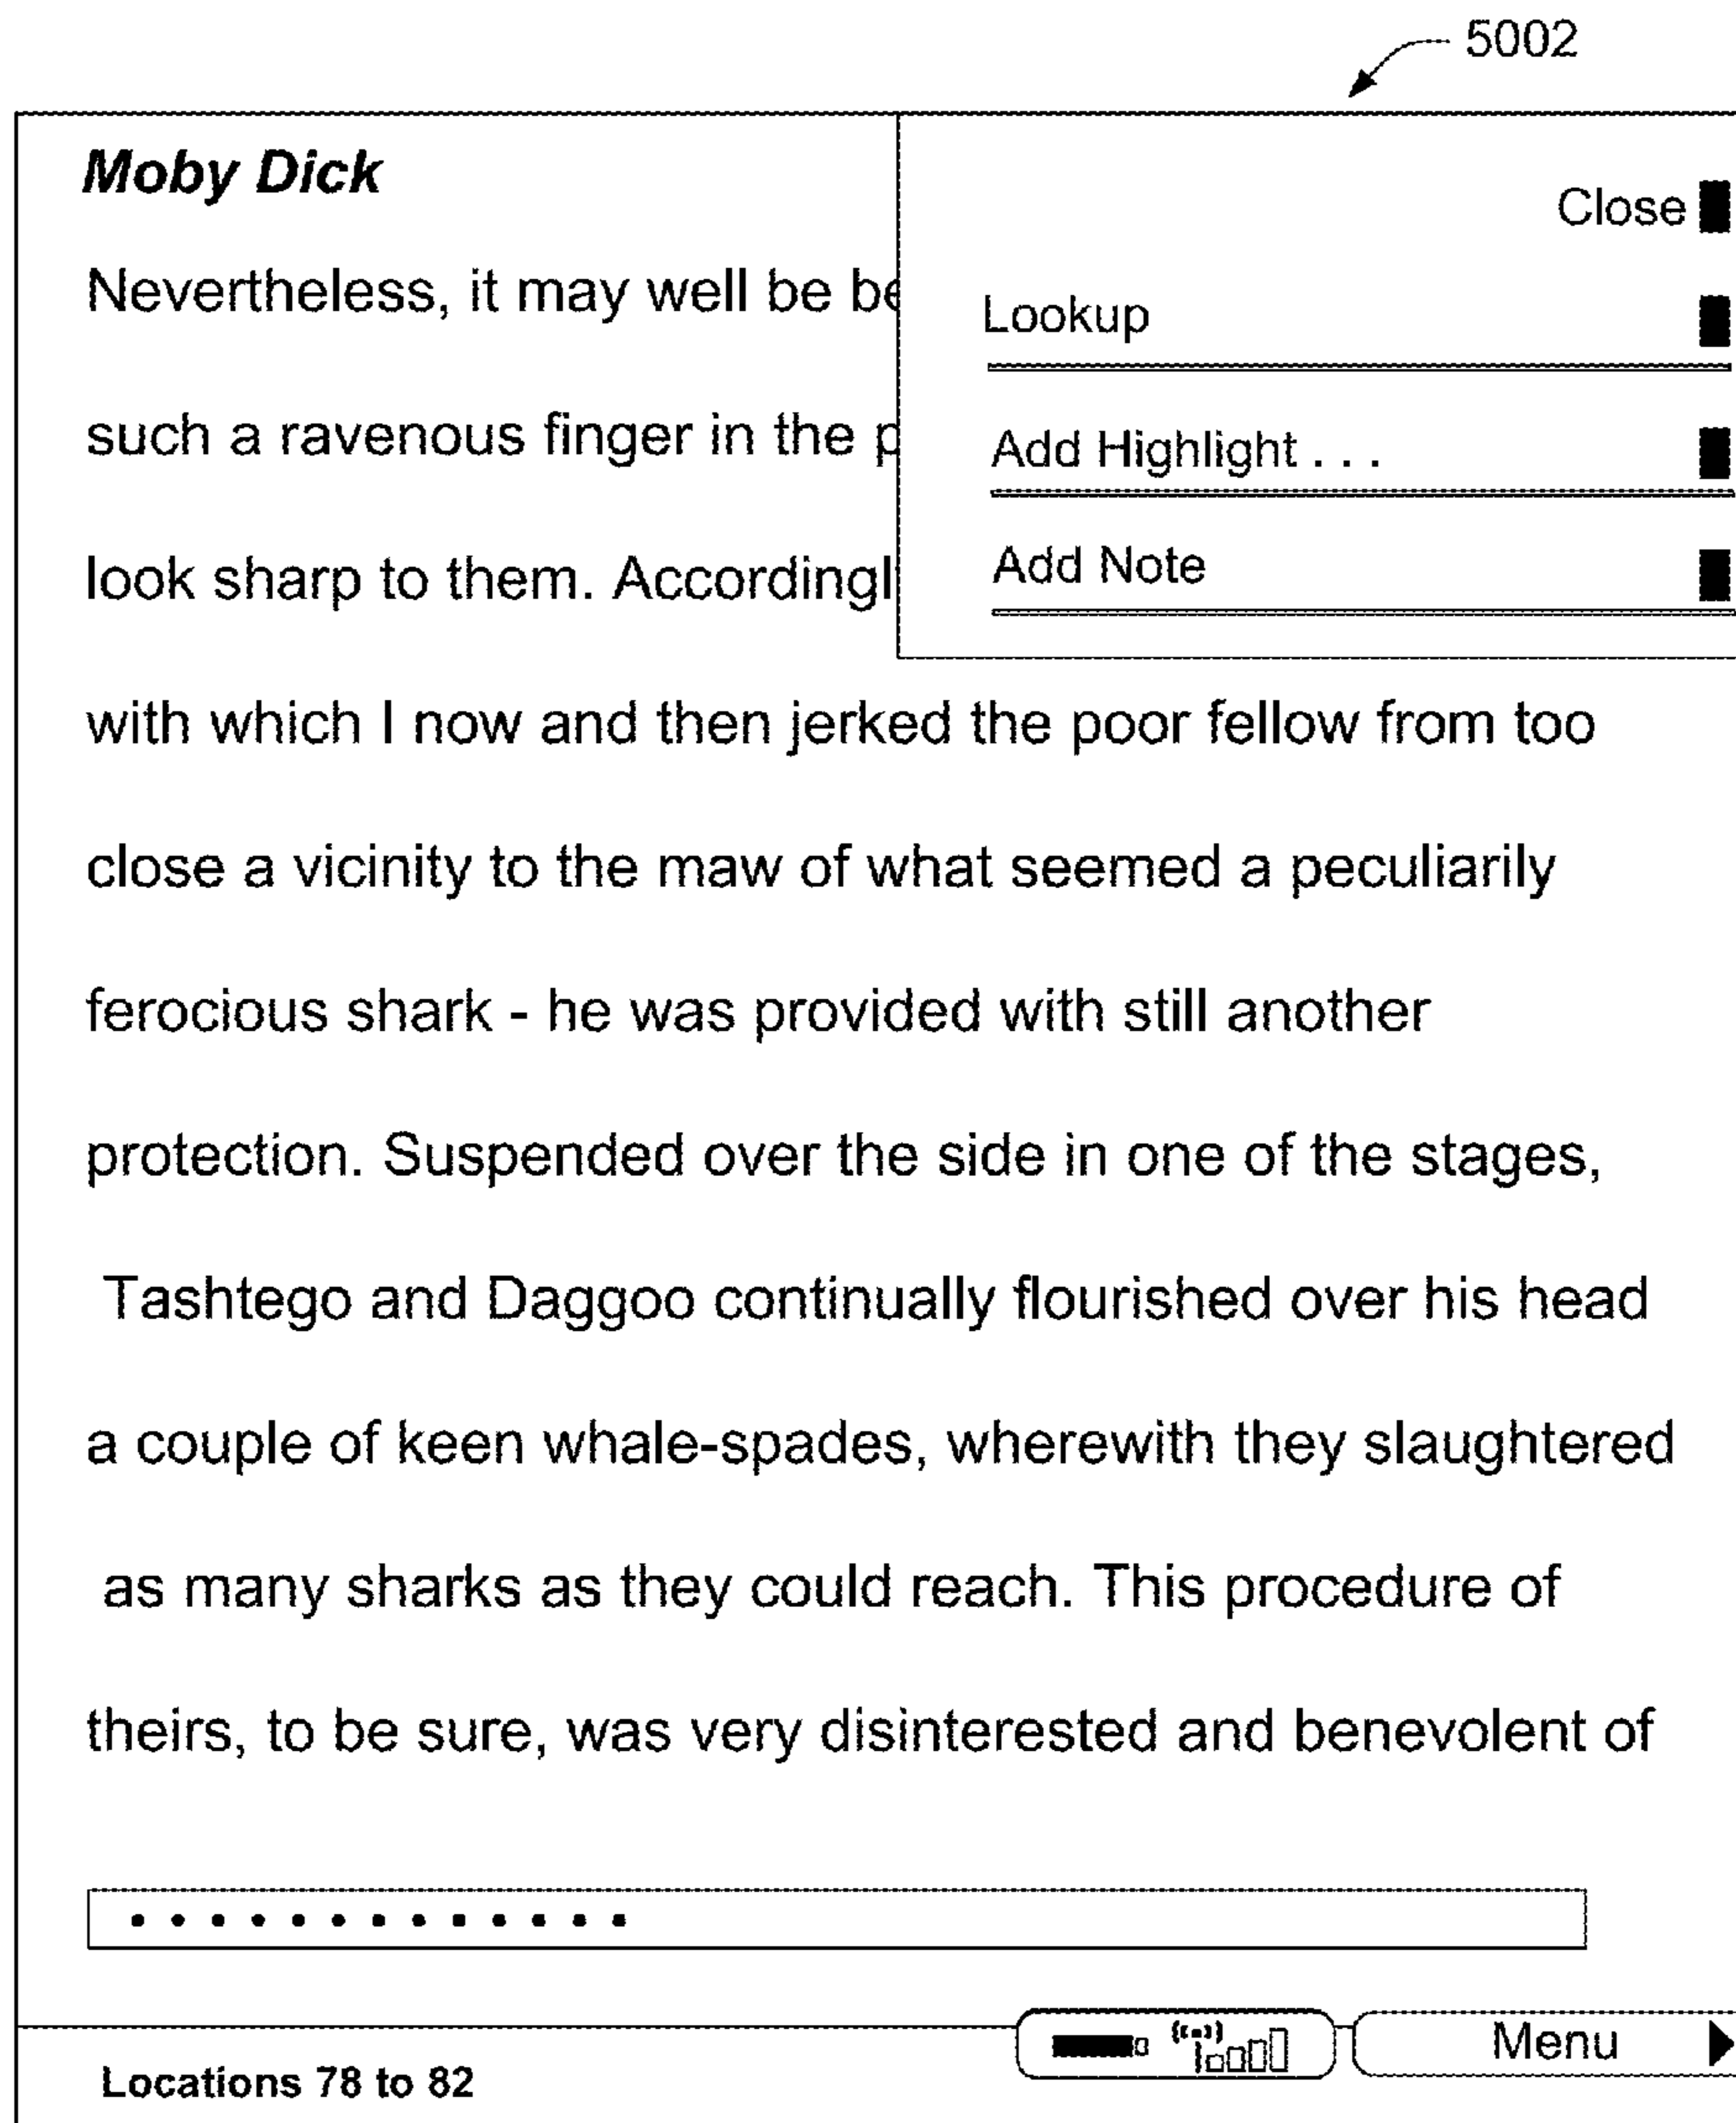 5002
Moby Dick
Close
Nevertheless, it may well be be
Lookup
such a ravenous finger in the p
Add Highlight . . .
look sharp to them. Accordingl
Add Note
with which I now and then jerked the poor fellow from too
close a vicinity to the maw of what seemed a peculiarily
ferocious shark - he was provided with still another
protection. Suspended over the side in one of the stages,
Tashtego and Daggoo continually flourished over his head
a couple of keen whale-spades, wherewith they slaughtered
as many sharks as they could reach. This procedure of
theirs, to be sure, was very disinterested and benevolent of
Menu
Locations 78 to 82